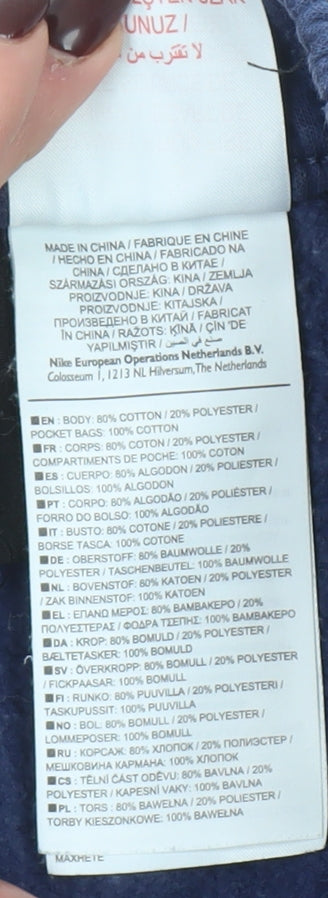 UNUZ /
لا تقترب من
MADE IN CHINA / FABRIQUE EN CHINE
/ HECHO EN CHINA / FABRICADO NA
CHINA / СДЕЛАНО В КИТАЕ /
SZÁRMAZÁSI ORSZÁG: KÍNA / ZEMLJA
PROIZVODNJE: KINA / DRŽAVA
PROIZVODNJE: KITAJSKA /
ПРОИЗВЕДЕНО В КИТАЙ / FABRICAT
ÎN CHINA / RAŽOTS: ĶĪNĀ / ÇİN 'DE
YAPILMIŞTIR / صنع في الصين
Nike European Operations Netherlands B.V.
Colosseum 1, 1213 NL Hilversum, The Netherlands
EN : BODY: 80% COTTON / 20% POLYESTER /
POCKET BAGS: 100% COTTON
FR : CORPS: 80% COTON / 20% POLYESTER /
COMPARTIMENTS DE POCHE: 100% COTON
ES : CUERPO: 80% ALGODON / 20% POLIESTER /
BOLSILLOS: 100% ALGODON
PT : CORPO: 80% ALGODÃO / 20% POLIÉSTER /
FORRO DO BOLSO: 100% ALGODÃO
IT : BUSTO: 80% COTONE / 20% POLIESTERE /
BORSE TASCA: 100% COTONE
DE : OBERSTOFF: 80% BAUMWOLLE / 20%
POLYESTER / TASCHENBEUTEL: 100% BAUMWOLLE
NL : BOVENSTOF: 80% KATOEN / 20% POLYESTER
/ ZAK BINNENSTOF: 100% KATOEN
EL : ΕΠΑΝΩ ΜΕΡΟΣ: 80% ΒΑΜΒΑΚΕΡΟ / 20%
ΠΟΛΥΕΣΤΕΡΑΣ / ΦΟΔΡΑ ΤΣΕΠΗΣ: 100% ΒΑΜΒΑΚΕΡΟ
DA : KROP: 80% BOMULD / 20% POLYESTER /
BÆLTETASKER: 100% BOMULD
SV : ÖVERKROPP: 80% BOMULL / 20% POLYESTER
/ FICKPAASAR: 100% BOMULL
FI : RUNKO: 80% PUUVILLA / 20% POLYESTERI /
TASKUPUSSIT: 100% PUUVILLA
NO : BOL: 80% BOMULL / 20% POLYESTER /
LOMMEPOSER: 100% BOMULL
RU : КОРСАЖ: 80% ХЛОПОК / 20% ПОЛИЭСТЕР /
МЕШКОВИНА КАРМАНА: 100% ХЛОПОК
CS : TĚLNÍ ČÁST ODĚVU: 80% BAVLNA / 20%
POLYESTER / KAPESNÍ VAKY: 100% BAVLNA
PL : TORS : 80% BAWEŁNA / 20% POLIESTER /
TORBY KIESZONKOWE: 100% BAWEŁNA
МАХНЕТЕ